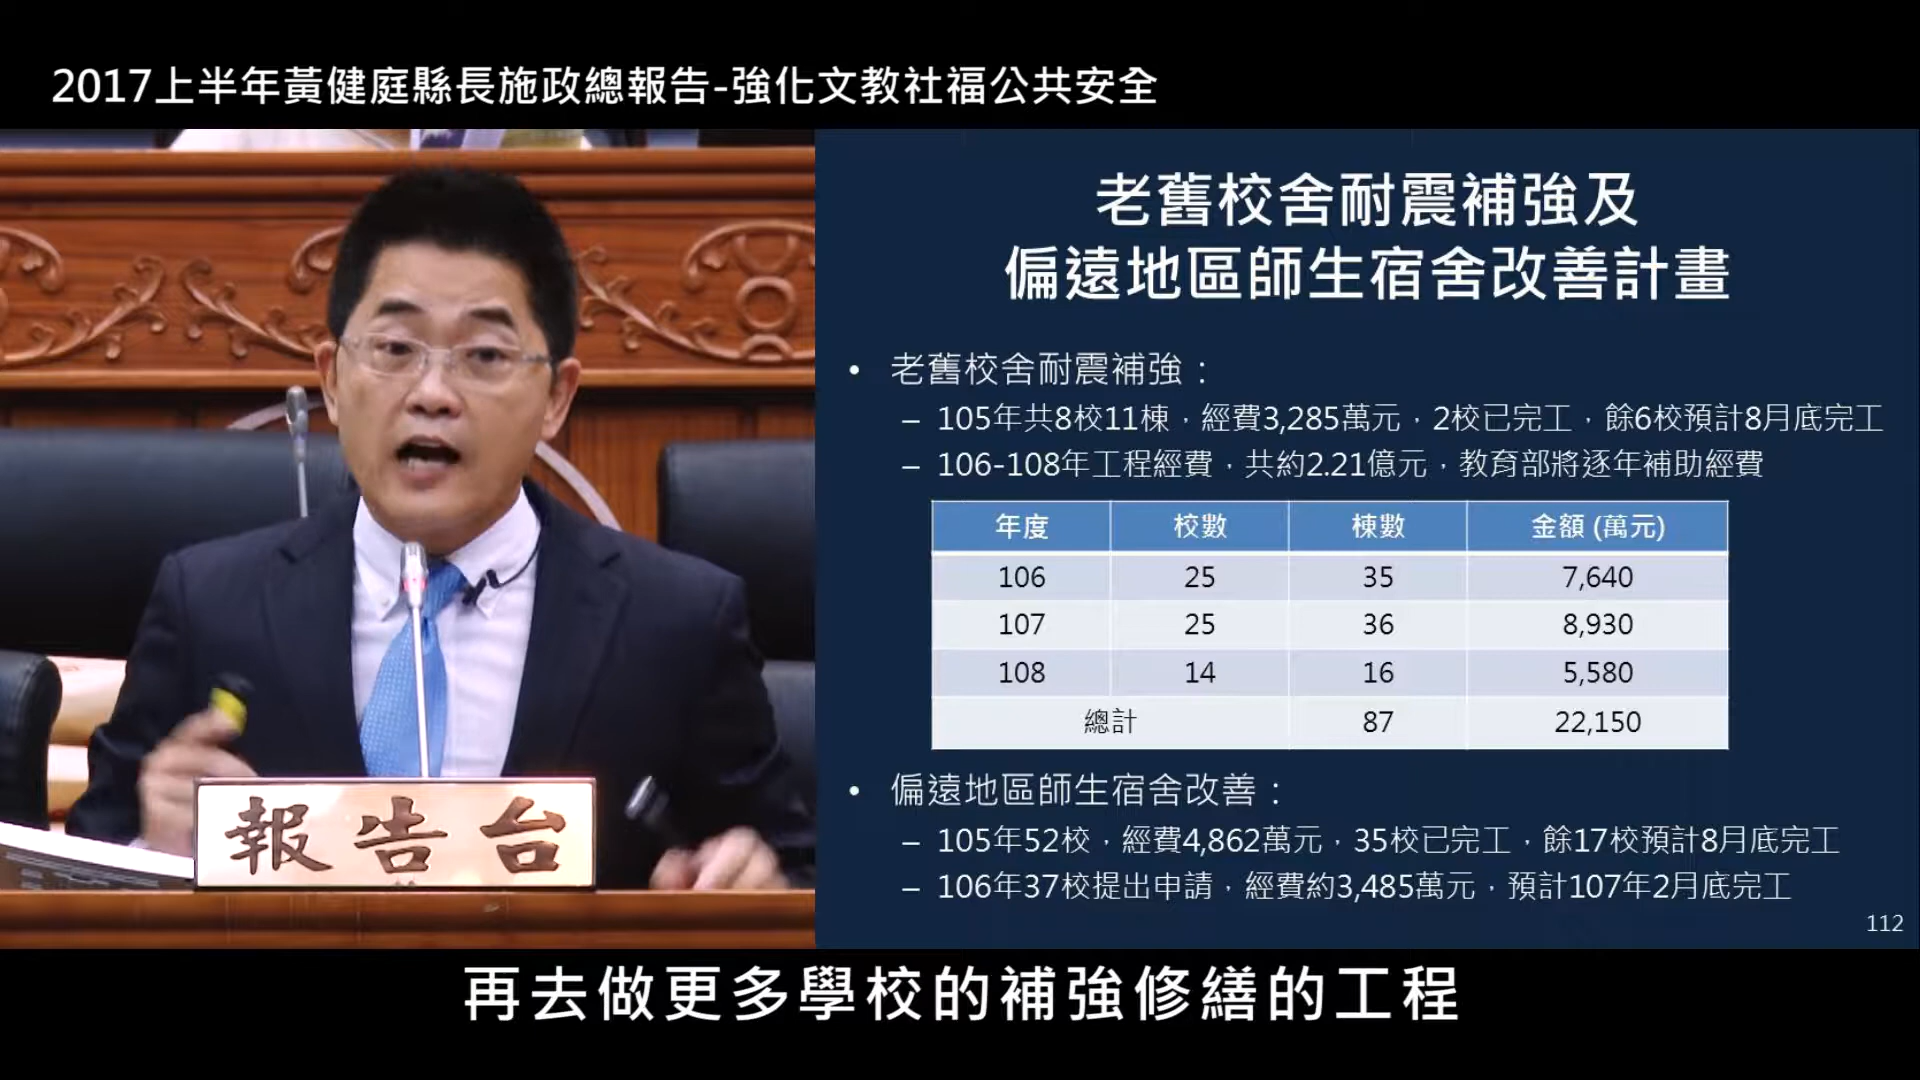 2017上半年黃健庭縣長施政總報告-強化文教社福公共安全
老舊校舍耐震補強及
偏遠地區師生宿舍改善計畫
• 老舊校舍耐震補強：
– 105年共8校11棟，經費3,285萬元，2校已完工，餘6校預計8月底完工
– 106-108年工程經費，共約2.21億元，教育部將逐年補助經費
年度 校數 棟數 金額 (萬元)
106 25 35 7,640
107 25 36 8,930
108 14 16 5,580
總計 87 22,150
• 偏遠地區師生宿舍改善：
– 105年52校，經費4,862萬元，35校已完工，餘17校預計8月底完工
– 106年37校提出申請，經費約3,485萬元，預計107年2月底完工
112
報告台
再去做更多學校的補強修繕的工程